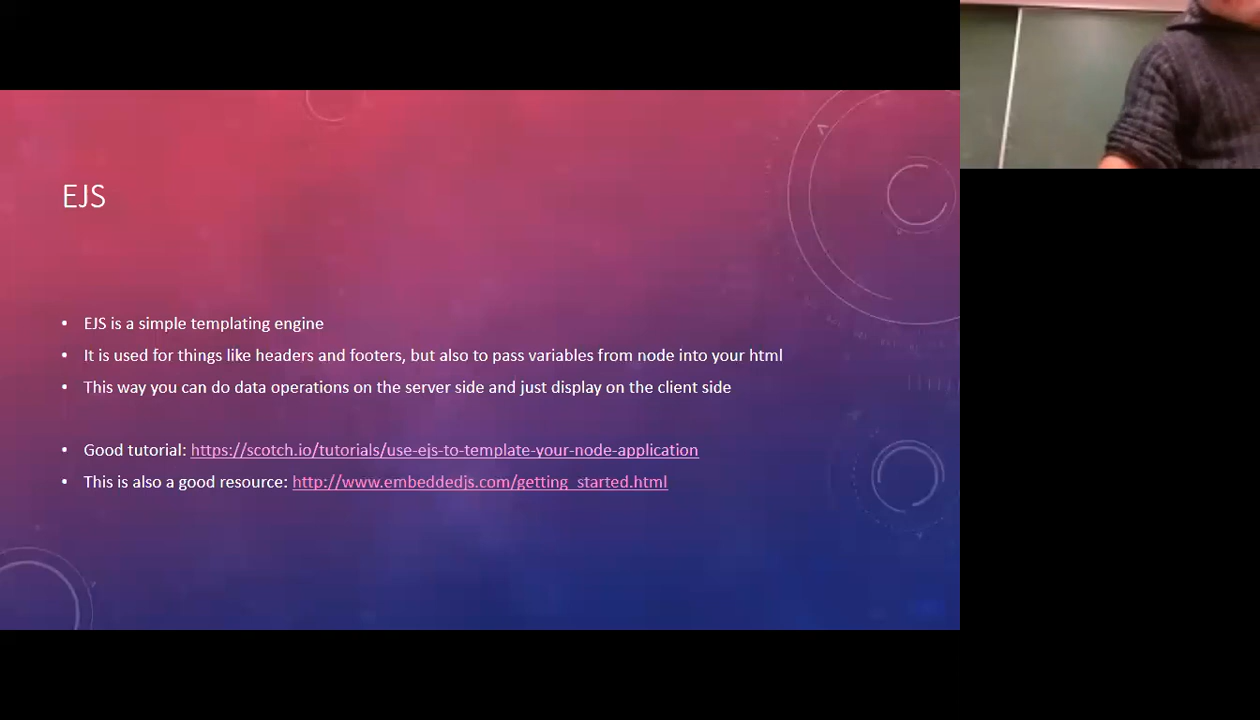 EJS
• EJS is a simple templating engine
• It is used for things like headers and footers, but also to pass variables from node into your html
• This way you can do data operations on the server side and just display on the client side
• Good tutorial: https://scotch.io/tutorials/use-ejs-to-template-your-node-application
• This is also a good resource: http://www.embeddedjs.com/getting_started.html